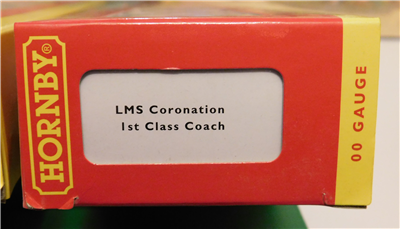 HORNBY®
LMS Coronation
1st Class Coach
00 GAUGE